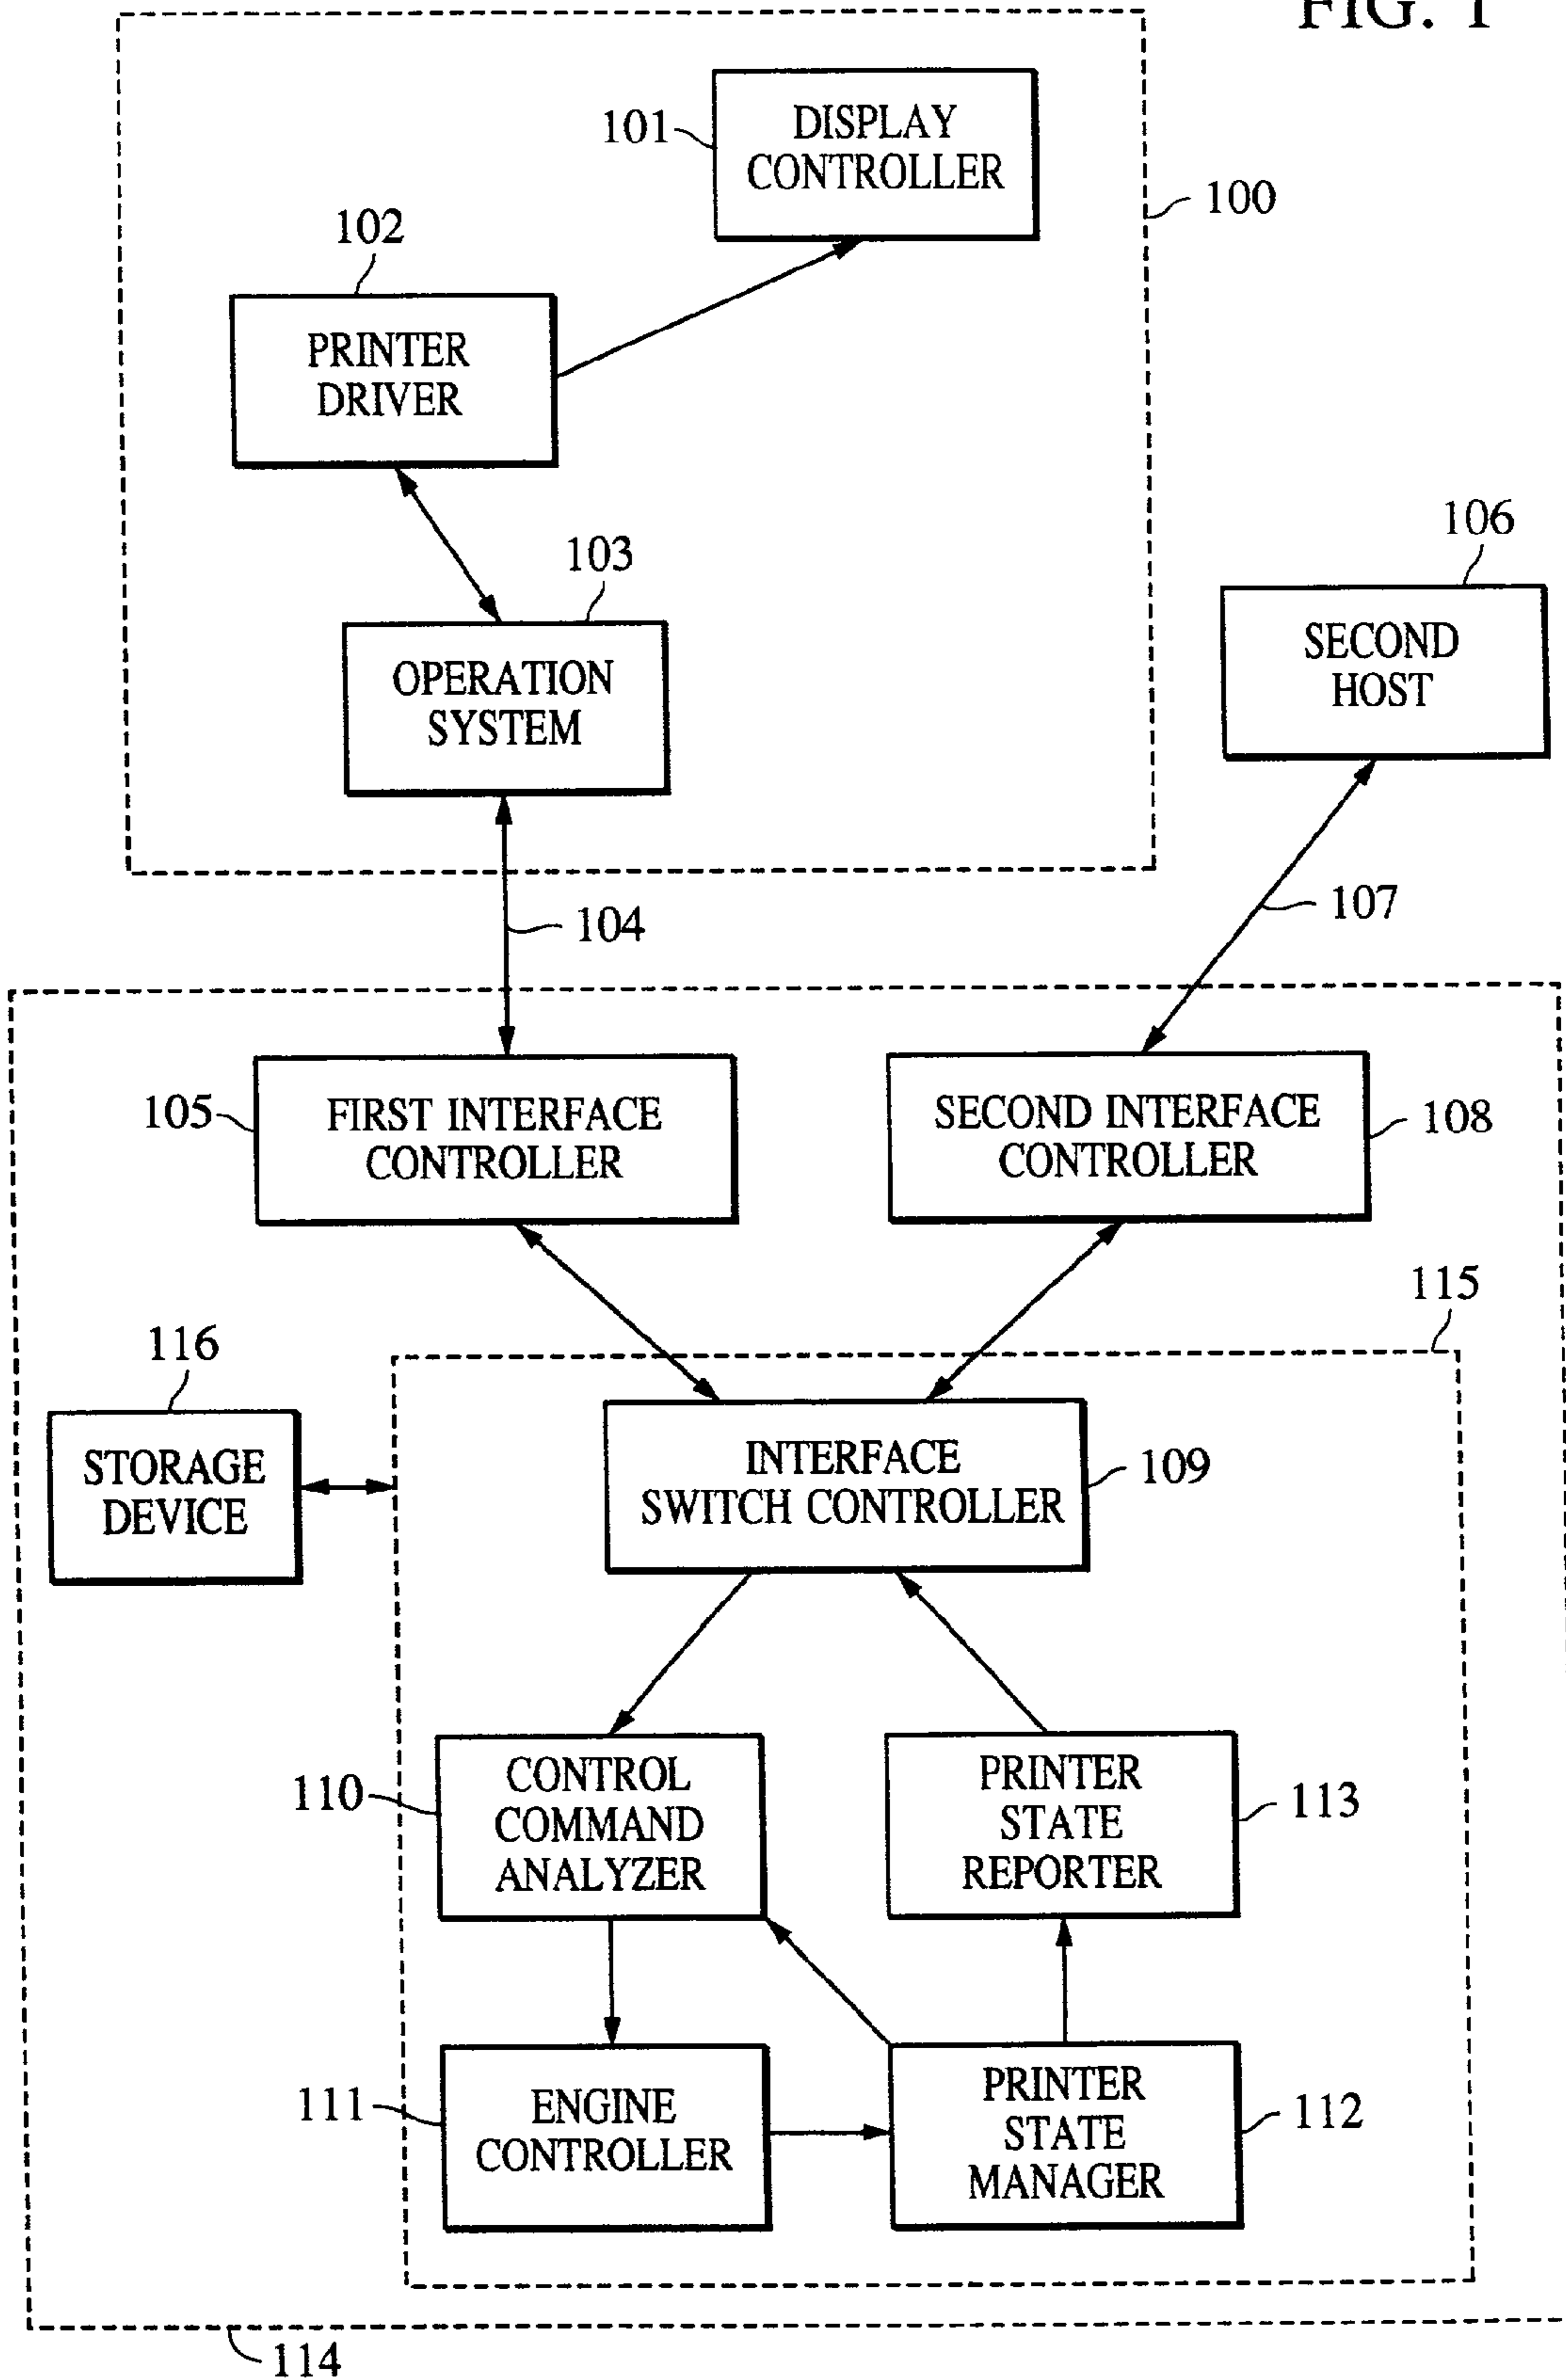 FIG. 1
101
DISPLAY
CONTROLLER
100
102
PRINTER
DRIVER
103
OPERATION
SYSTEM
106
SECOND
HOST
104
107
105
FIRST INTERFACE
CONTROLLER
SECOND INTERFACE
CONTROLLER
108
115
116
STORAGE
DEVICE
INTERFACE
SWITCH CONTROLLER
109
110
CONTROL
COMMAND
ANALYZER
PRINTER
STATE
REPORTER
113
111
ENGINE
CONTROLLER
PRINTER
STATE
MANAGER
112
114